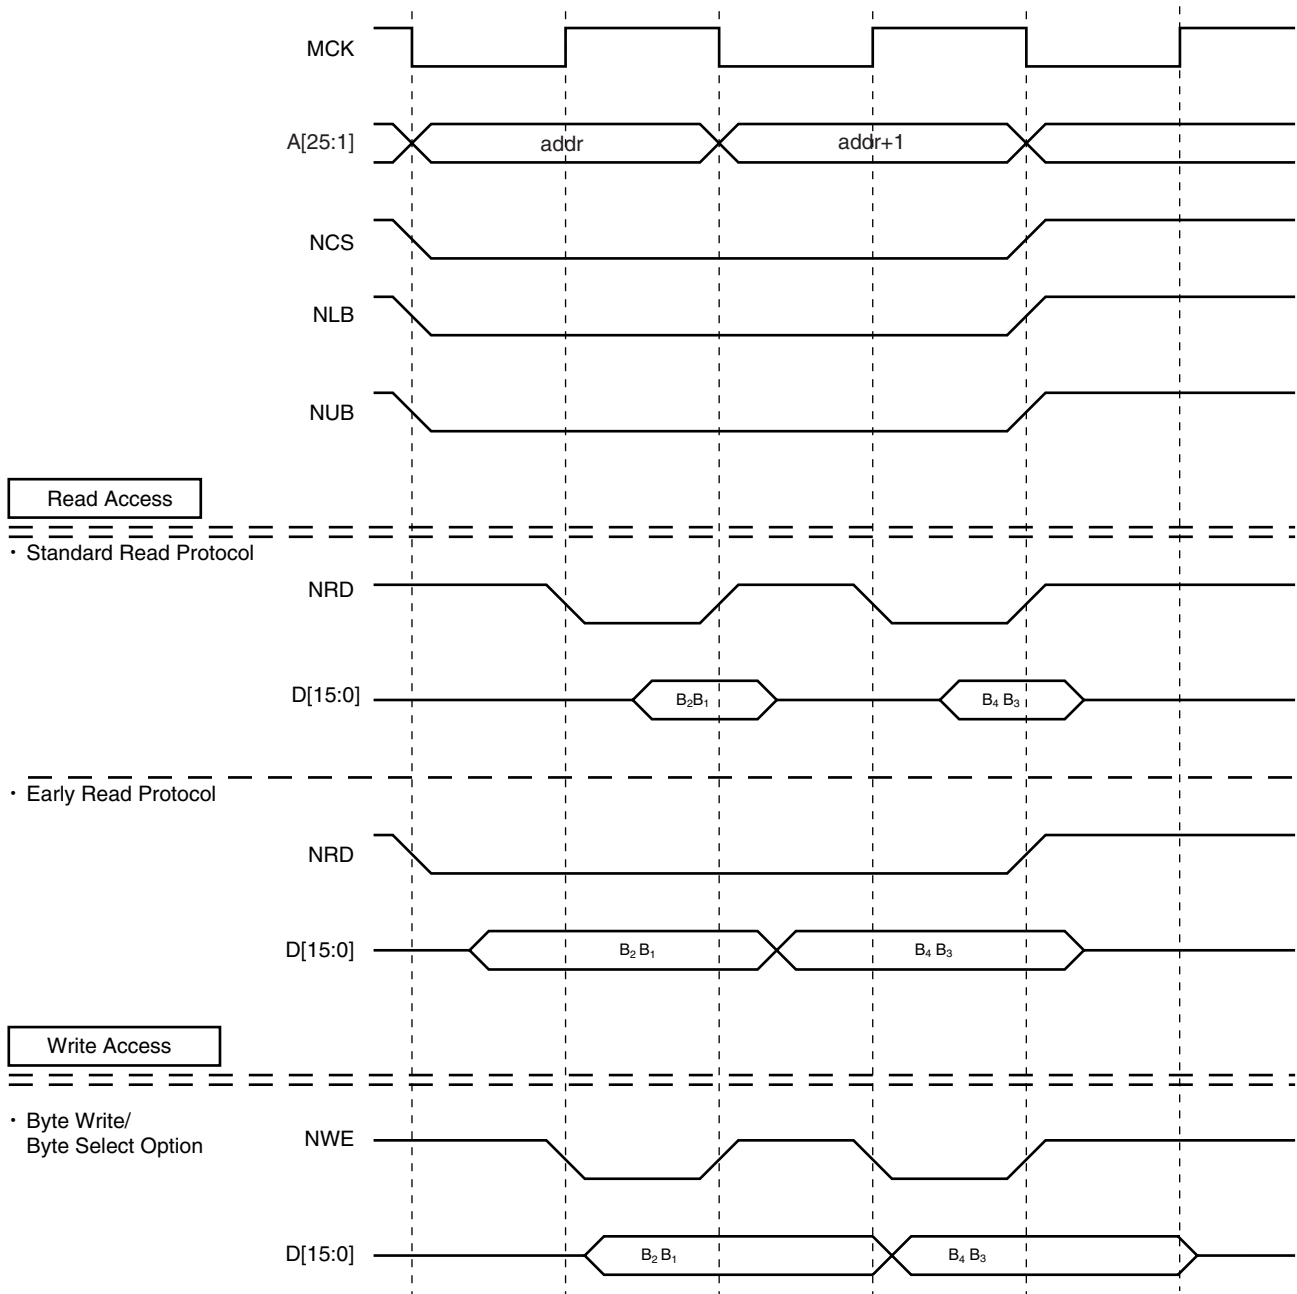 MCK
A[25:1] addr addr+1
NCS
NLB
NUB
Read Access
· Standard Read Protocol
NRD
D[15:0] B₂B₁ B₄ B₃
· Early Read Protocol
NRD
D[15:0] B₂ B₁ B₄ B₃
Write Access
· Byte Write/
Byte Select Option
NWE
D[15:0] B₂ B₁ B₄ B₃